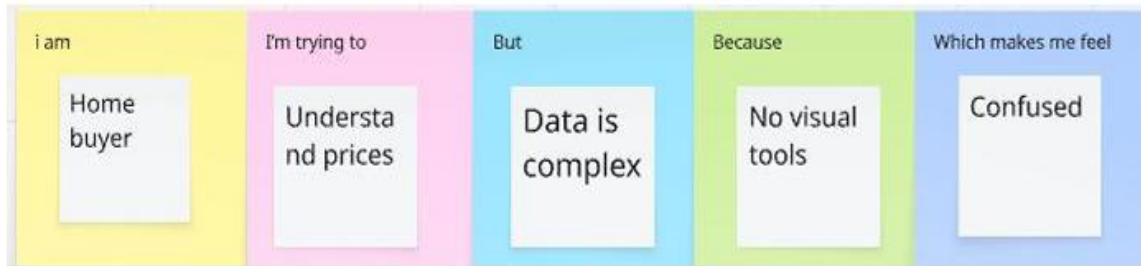 i am
Home
buyer
I'm trying to
Understa
nd prices
But
Data is
complex
Because
No visual
tools
Which makes me feel
Confused